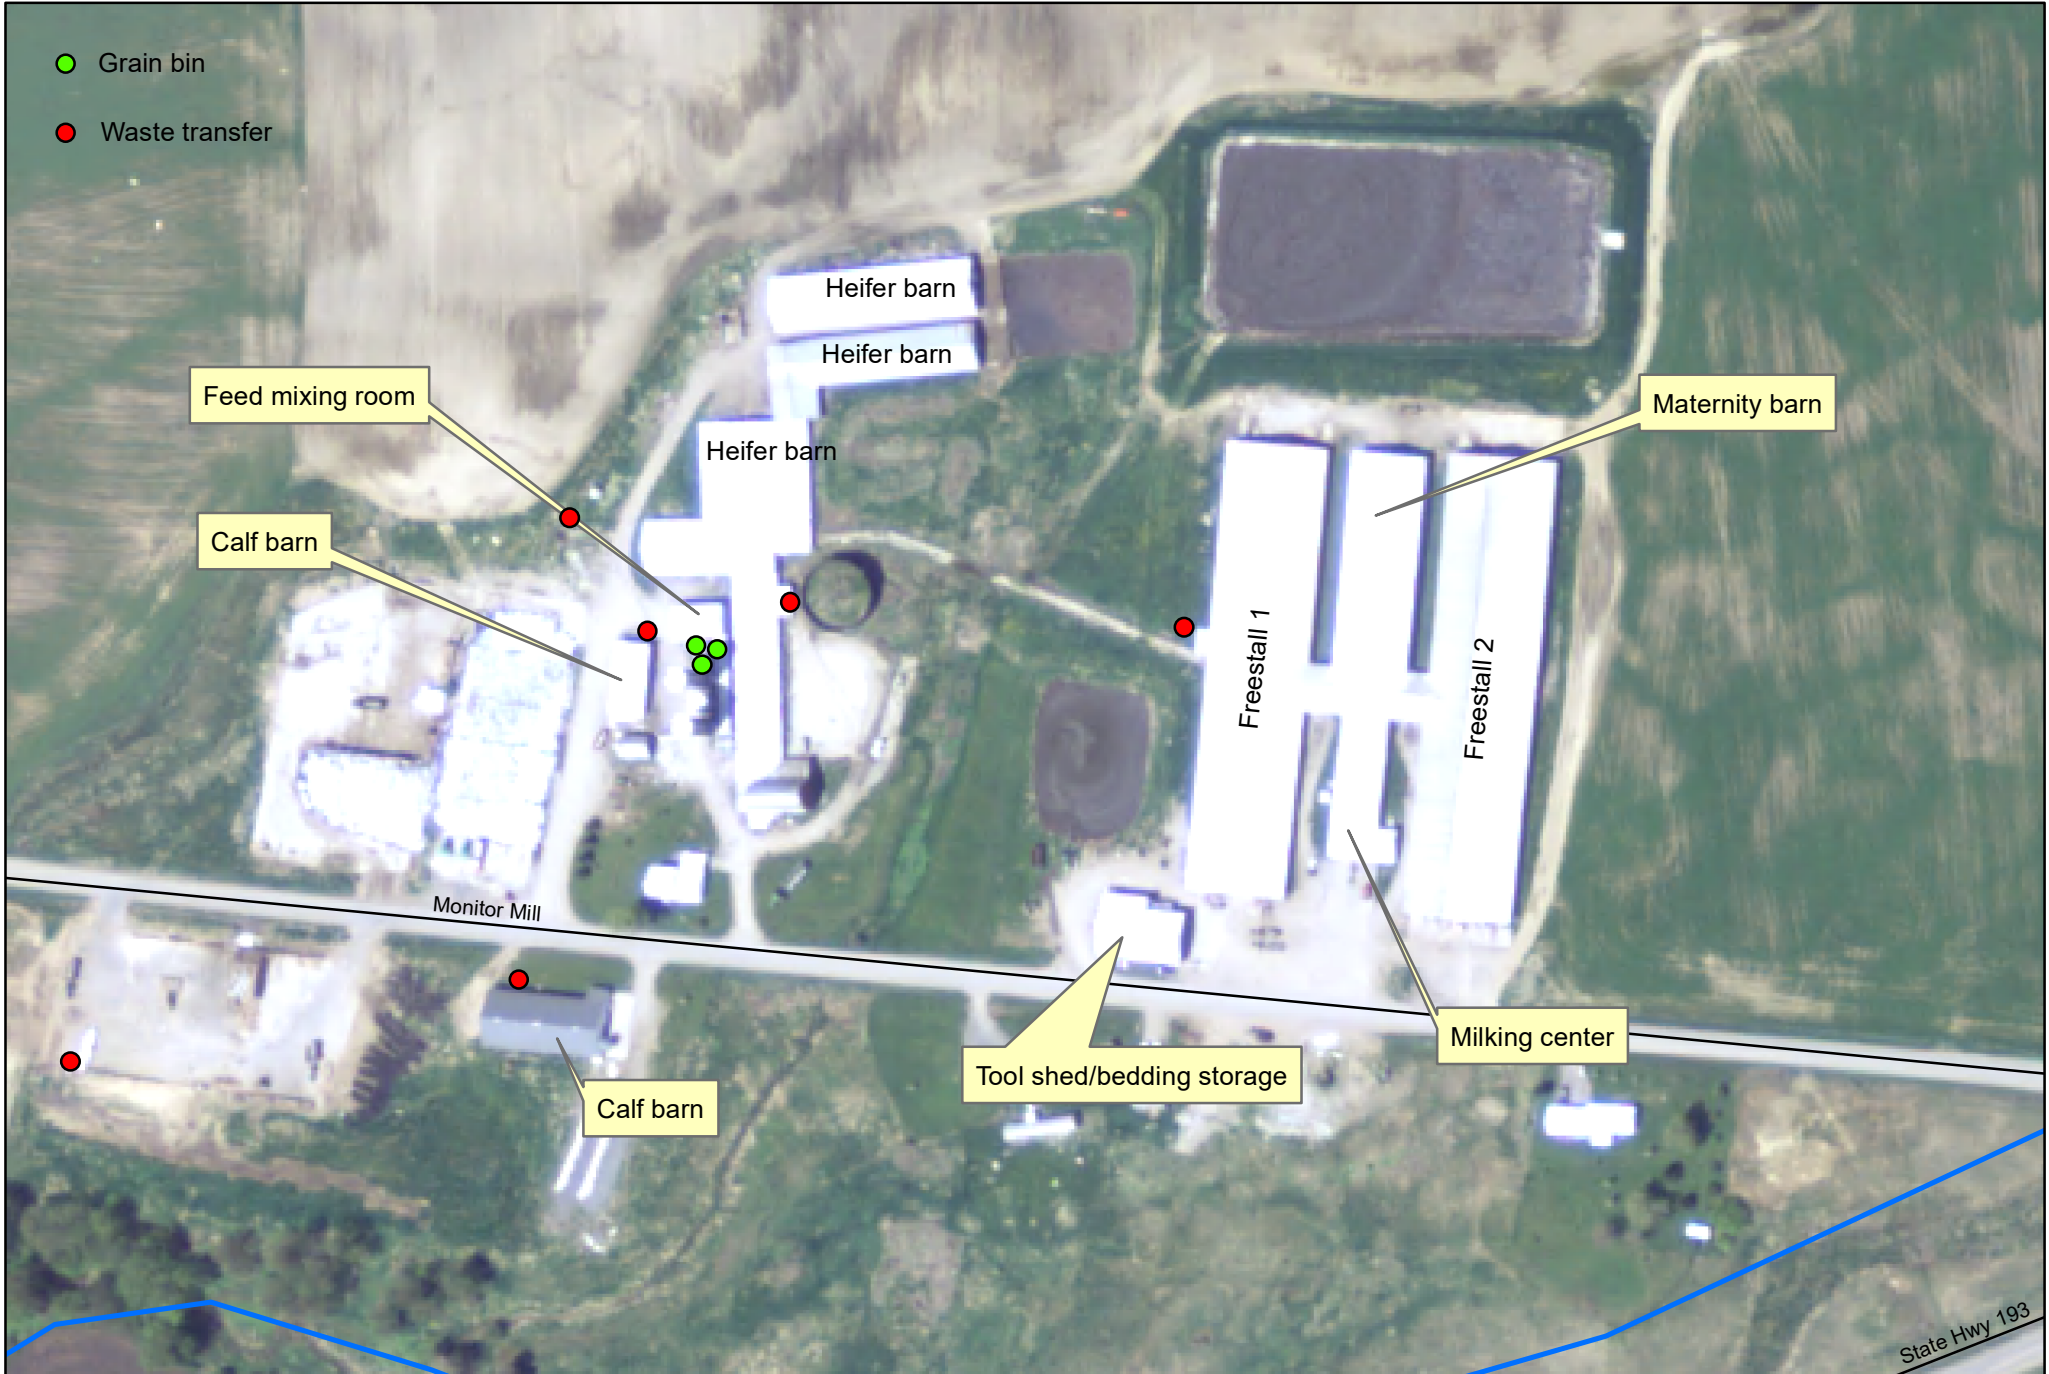 Grain bin
Waste transfer
Heifer barn
Heifer barn
Feed mixing room
Maternity barn
Heifer barn
Calf barn
Freestall 1
Freestall 2
Monitor Mill
Milking center
Tool shed/bedding storage
Calf barn
State Hwy 193